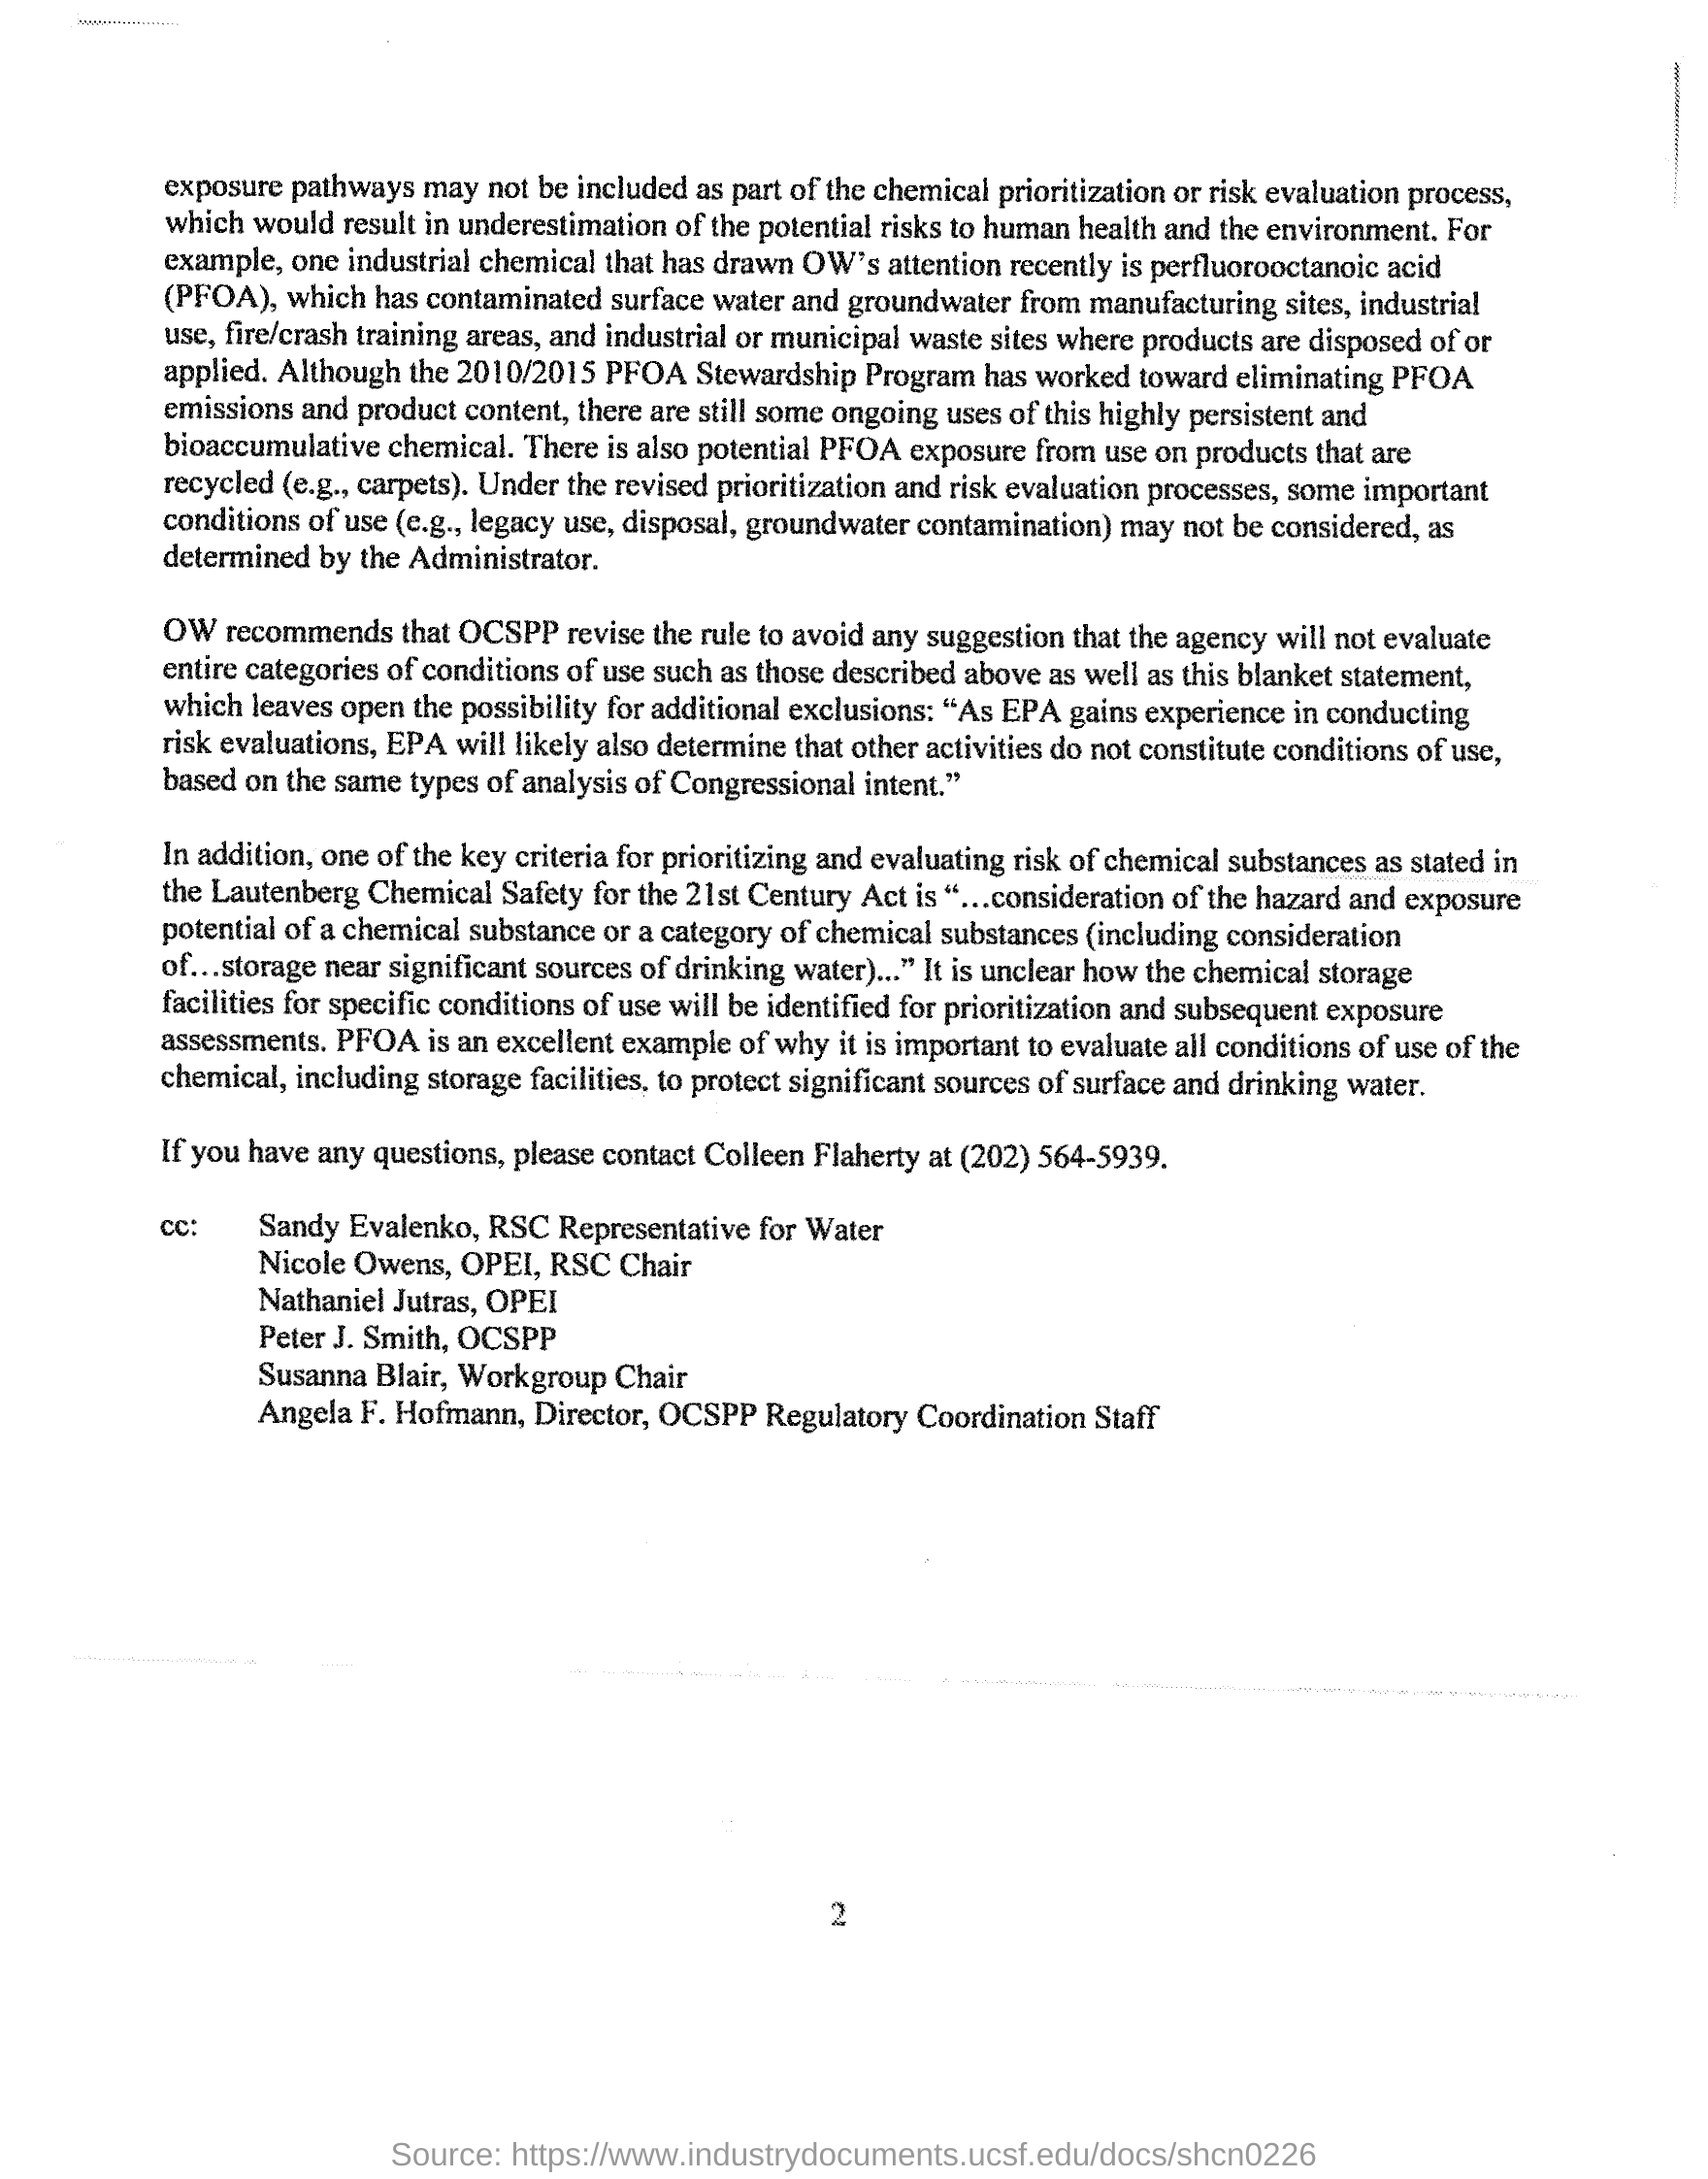 exposure pathways may not be included as part of the chemical prioritization or risk evaluation process,
which would result in underestimation of the potential risks to human health and the environment. For
example, one industrial chemical that has drawn OW's attention recently is perfluorooctanoic acid
(PFOA), which has contaminated surface water and groundwater from manufacturing sites, industrial
use, fire/crash training areas, and industrial or municipal waste sites where products are disposed of or
applied. Although the 2010/2015 PFOA Stewardship Program has worked toward eliminating PFOA
emissions and product content, there are still some ongoing uses of this highly persistent and
bioaccumulative chemical. There is also potential PFOA exposure from use on products that are
recycled (e.g., carpets). Under the revised prioritization and risk evaluation processes, some important
conditions of use (e.g., legacy use, disposal, groundwater contamination) may not be considered, as
determined by the Administrator.
OW recommends that OCSPP revise the rule to avoid any suggestion that the agency will not evaluate
entire categories of conditions of use such as those described above as well as this blanket statement,
which leaves open the possibility for additional exclusions: “As EPA gains experience in conducting
risk evaluations, EPA will likely also determine that other activities do not constitute conditions of use,
based on the same types of analysis of Congressional intent.”
In addition, one of the key criteria for prioritizing and evaluating risk of chemical substances as stated in
the Lautenberg Chemical Safety for the 21st Century Act is “…consideration of the hazard and exposure
potential of a chemical substance or a category of chemical substances (including consideration
of…storage near significant sources of drinking water)...” It is unclear how the chemical storage
facilities for specific conditions of use will be identified for prioritization and subsequent exposure
assessments. PFOA is an excellent example of why it is important to evaluate all conditions of use of the
chemical, including storage facilities, to protect significant sources of surface and drinking water.
If you have any questions, please contact Colleen Flaherty at (202) 564-5939.
cc: Sandy Evalenko, RSC Representative for Water
Nicole Owens, OPEI, RSC Chair
Nathaniel Jutras, OPEI
Peter J. Smith, OCSPP
Susanna Blair, Workgroup Chair
Angela F. Hofmann, Director, OCSPP Regulatory Coordination Staff
2
Source: https://www.industrydocuments.ucsf.edu/docs/shcn0226